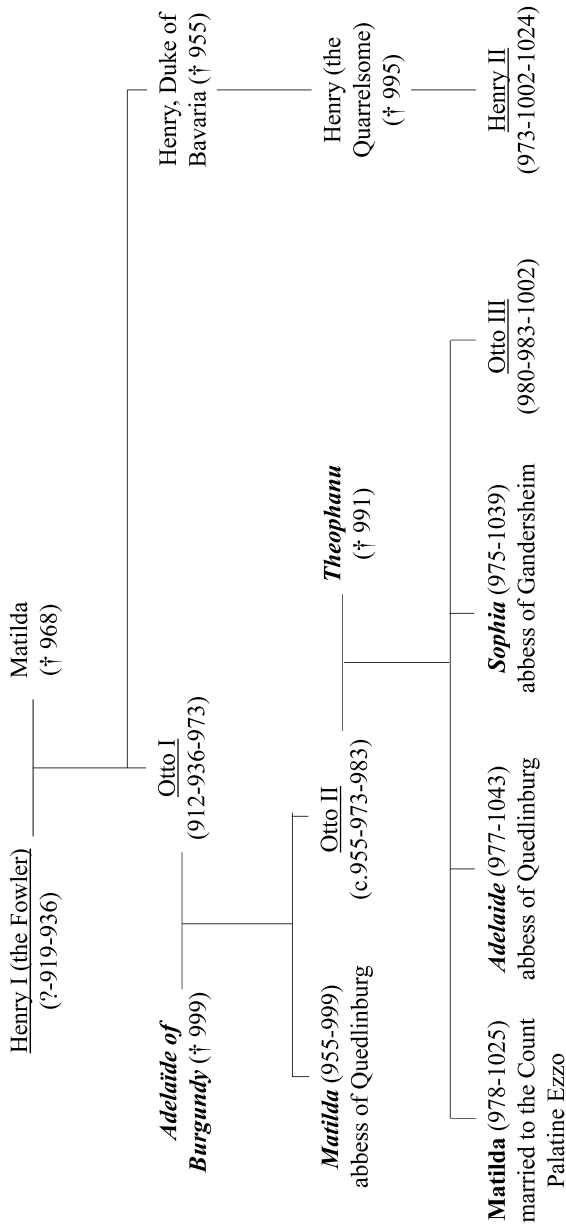 Henry I (the Fowler)
(?-919-936)
Matilda
(† 968)
Adelaïde of
Burgundy († 999)
Otto I
(912-936-973)
Henry, Duke of
Bavaria († 955)
Matilda (955-999)
abbess of Quedlinburg
Otto II
(c.955-973-983)
Theophanu
(† 991)
Henry (the
Quarrelsome)
(† 995)
Matilda (978-1025)
married to the Count
Palatine Ezzo
Adelaide (977-1043)
abbess of Quedlinburg
Sophia (975-1039)
abbess of Gandersheim
Otto III
(980-983-1002)
Henry II
(973-1002-1024)